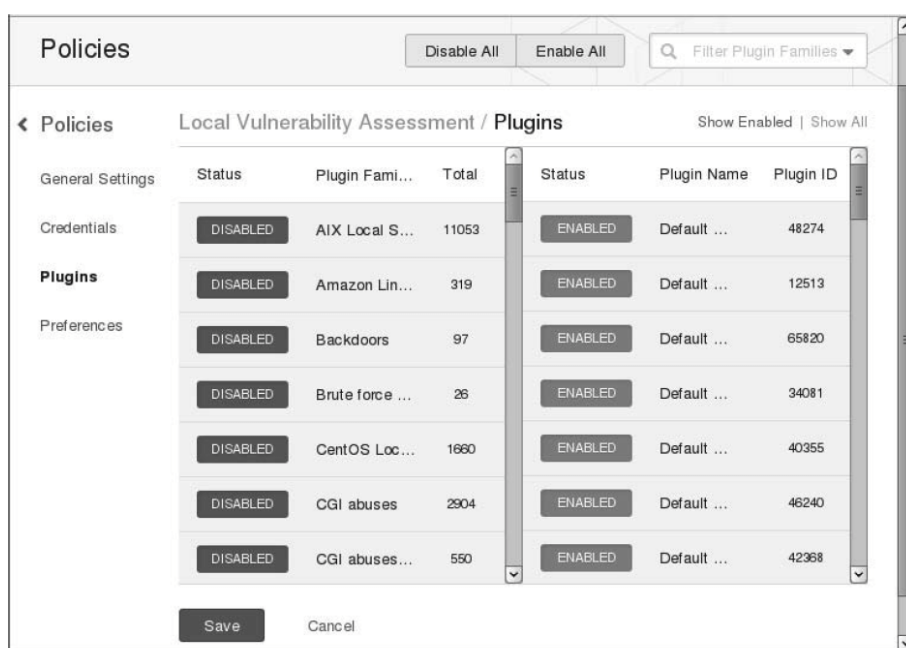 Policies
Disable All
Enable All
Filter Plugin Families
Policies
Local Vulnerability Assessment / Plugins
Show Enabled | Show All
General Settings
Credentials
Plugins
Preferences
Status Plugin Fami... Total
DISABLED AIX Local S... 11053
DISABLED Amazon Lin... 319
DISABLED Backdoors 97
DISABLED Brute force ... 26
DISABLED CentOS Loc... 1660
DISABLED CGI abuses 2904
DISABLED CGI abuses... 550
Status Plugin Name Plugin ID
ENABLED Default ... 48274
ENABLED Default ... 12513
ENABLED Default ... 65820
ENABLED Default ... 34081
ENABLED Default ... 40355
ENABLED Default ... 46240
ENABLED Default ... 42368
Save
Cancel